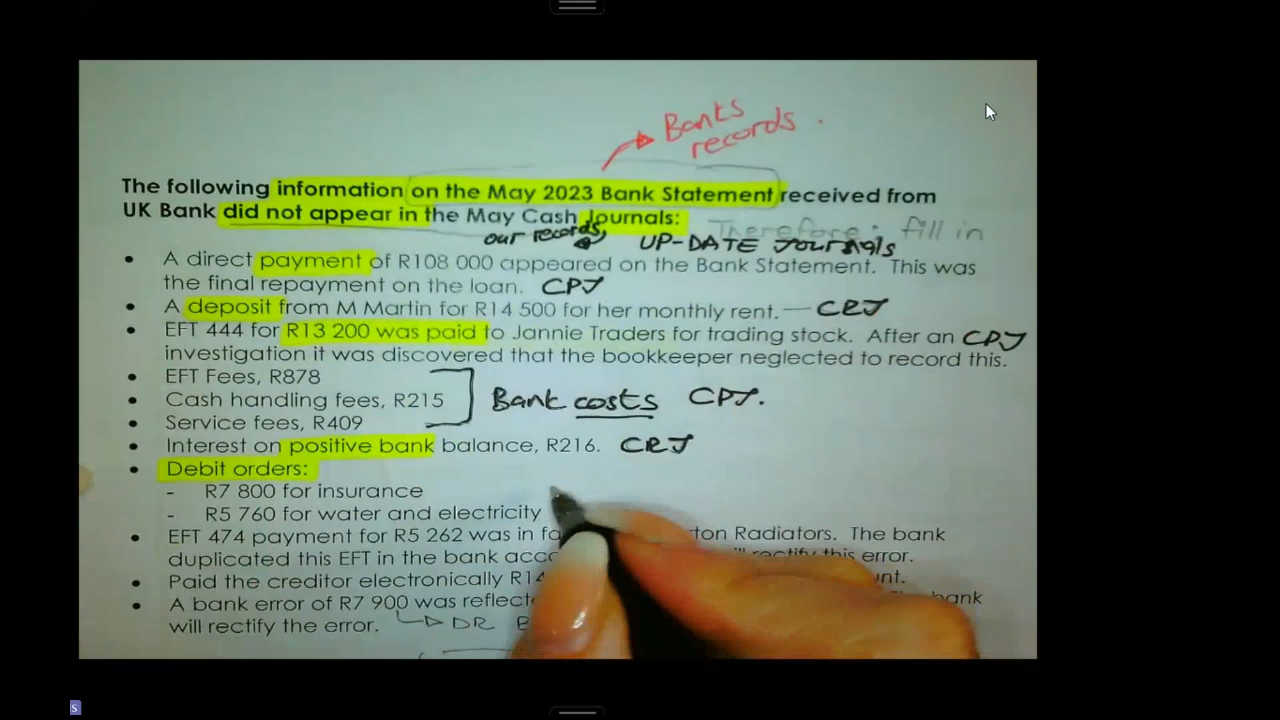 Banks
records.
The following information on the May 2023 Bank Statement received from
UK Bank did not appear in the May Cash Journals: Therefore: fill in
our records UP-DATE Journals
• A direct payment of R108 000 appeared on the Bank Statement. This was
the final repayment on the loan. CPJ
• A deposit from M Martin for R14 500 for her monthly rent. — CRJ
• EFT 444 for R13 200 was paid to Jannie Traders for trading stock. After an CPJ
investigation it was discovered that the bookkeeper neglected to record this.
• EFT Fees, R878
• Cash handling fees, R215 Bank costs CPJ.
• Service fees, R409
• Interest on positive bank balance, R216. CRJ
• Debit orders:
- R7 800 for insurance
- R5 760 for water and electricity
• EFT 474 payment for R5 262 was in Radiators. The bank
duplicated this EFT in the bank rectify this error.
• Paid the creditor electronically
• A bank error of R7 900 was bank
will rectify the error. DR
s